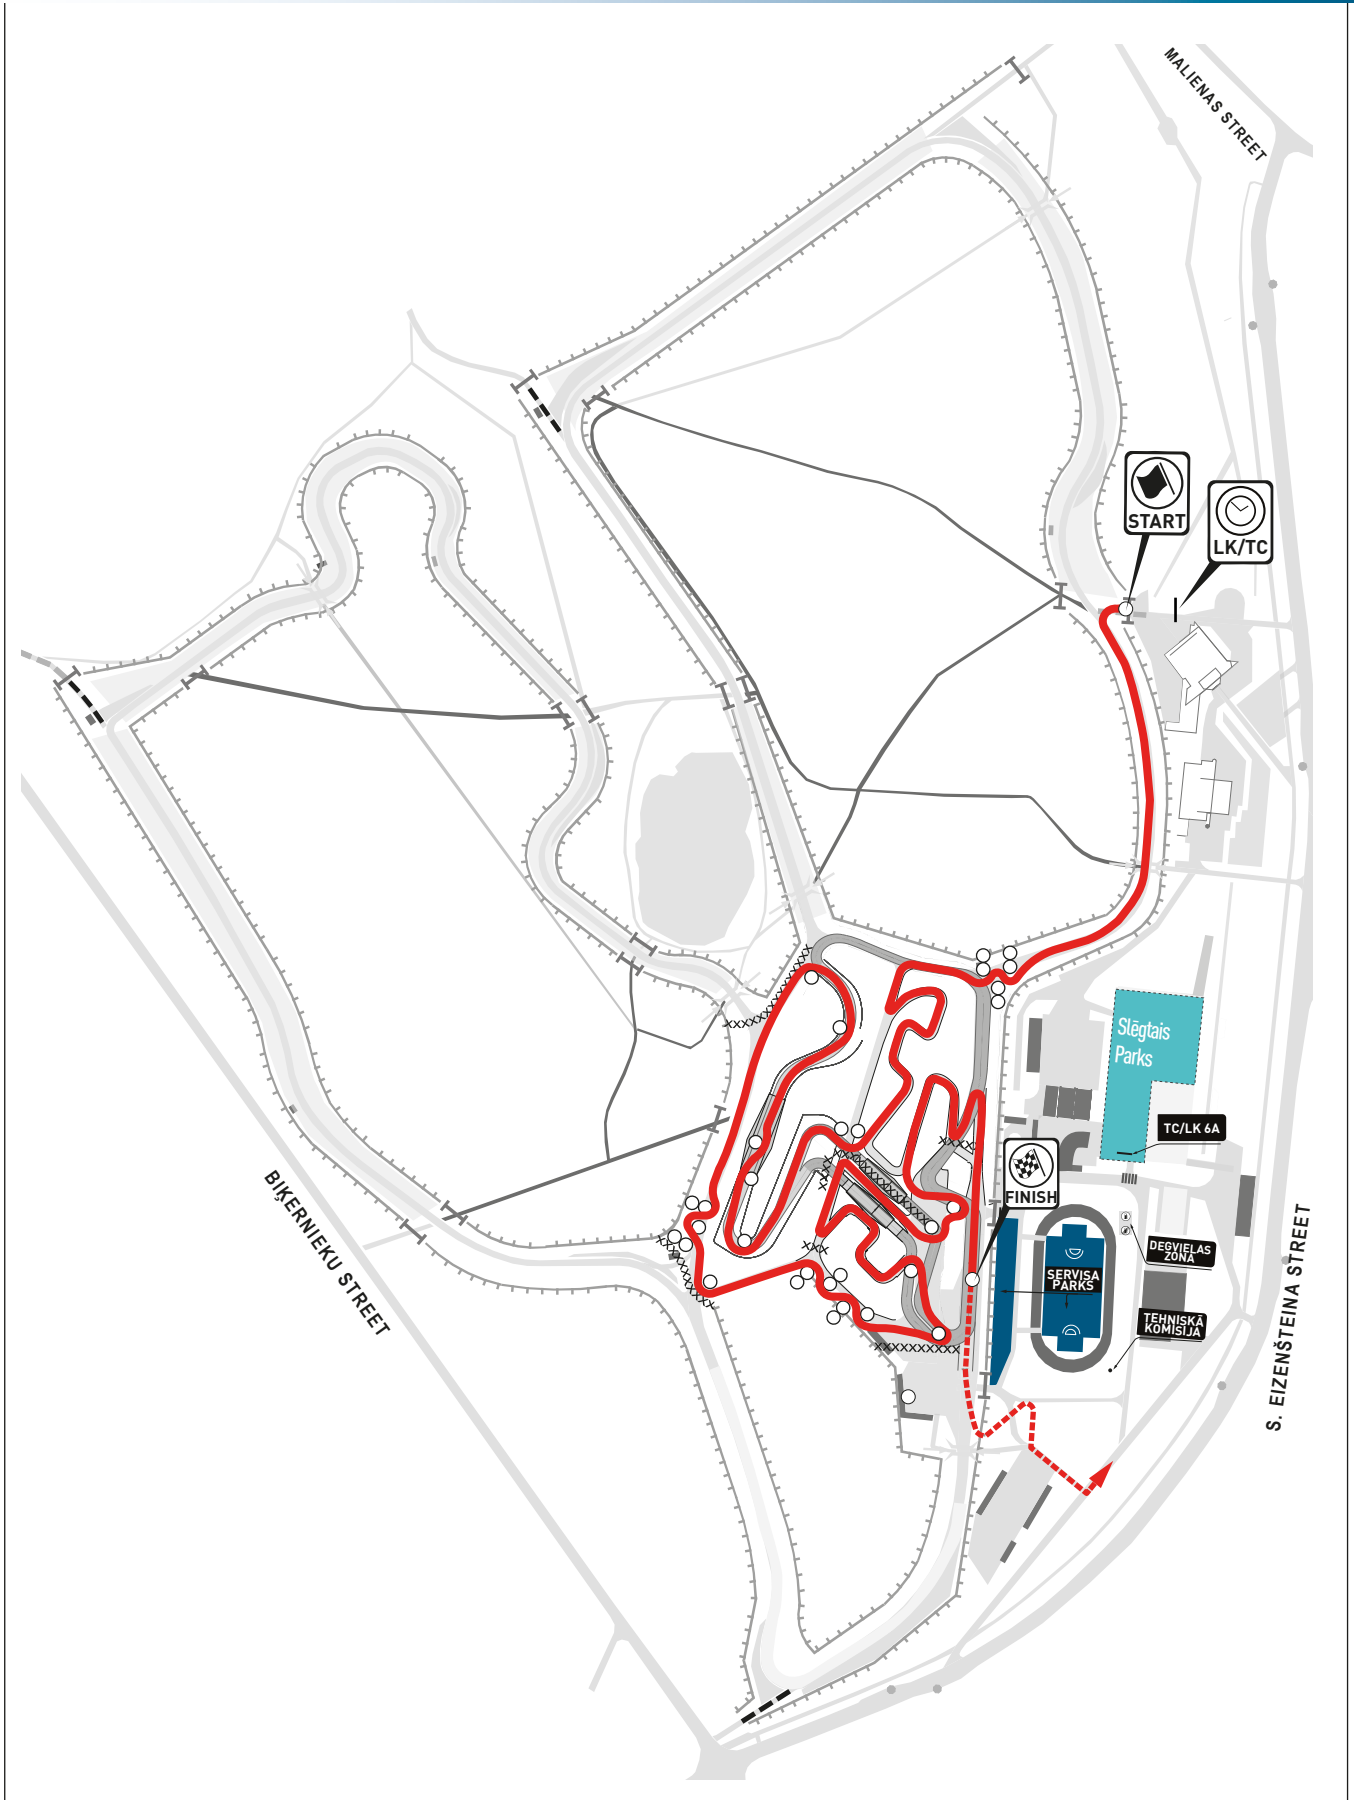 MALIENAS STREET
START
LK/TC
Slēgtais
Parks
TC/LK 6A
FINISH
DEGVIELAS
ZONA
SERVISA
PARKS
TEHNISKĀ
KOMISIJA
BIĶERNIEKU STREET
S. EIZENŠTEINA STREET